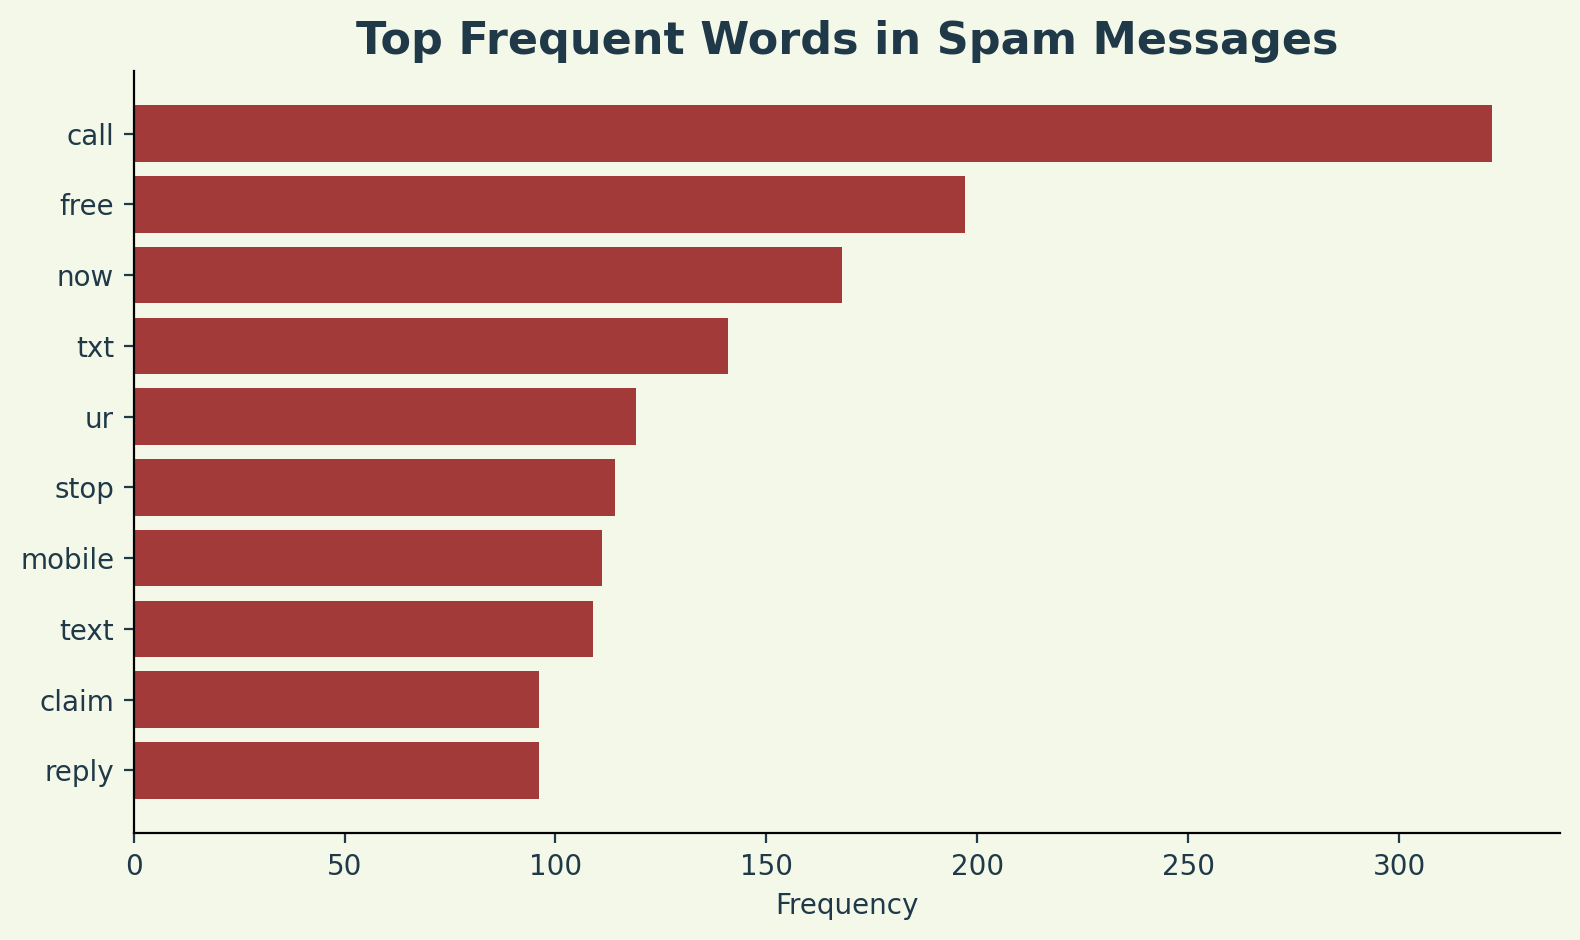 Top Frequent Words in Spam Messages
call
free
now
txt
ur
stop
mobile
text
claim
reply
0 50 100 150 200 250 300
Frequency